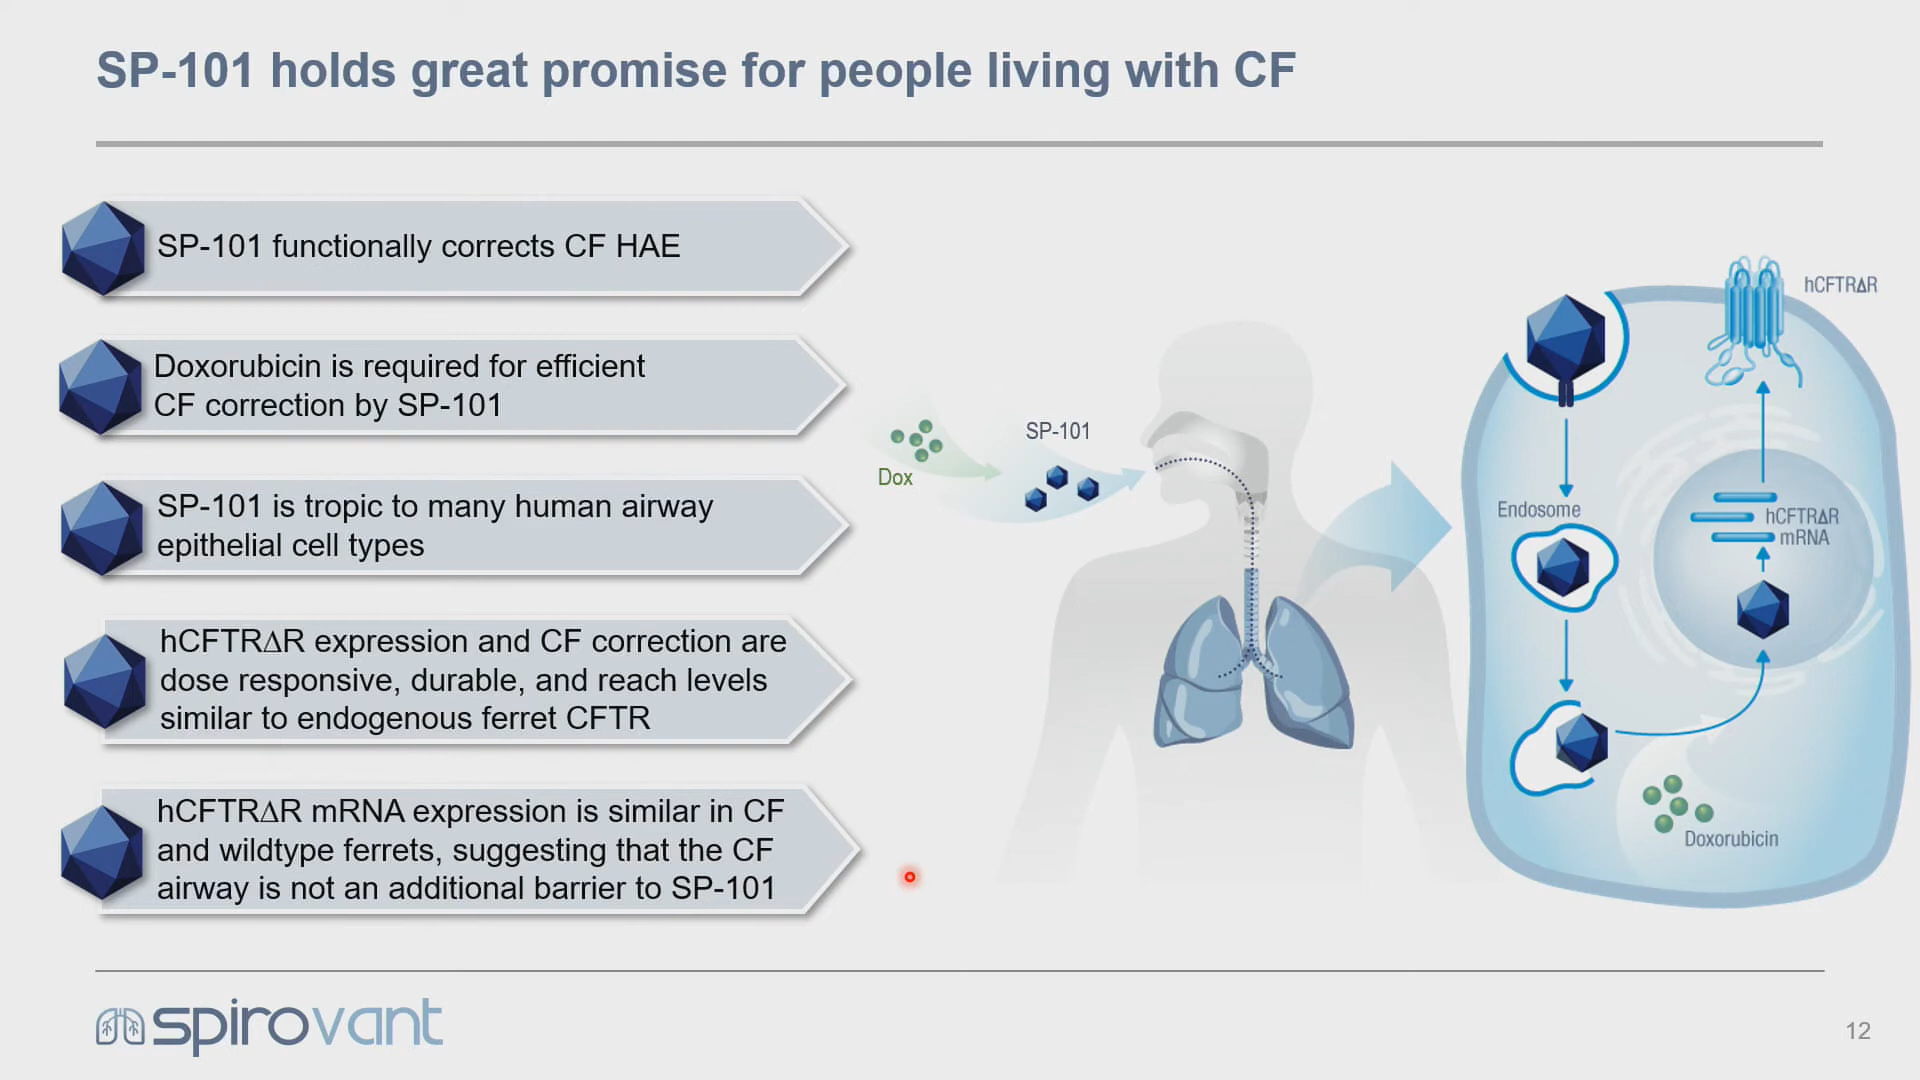 SP-101 holds great promise for people living with CF
SP-101 functionally corrects CF HAE
Doxorubicin is required for efficient
CF correction by SP-101
SP-101 is tropic to many human airway
epithelial cell types
hCFTR∆R expression and CF correction are
dose responsive, durable, and reach levels
similar to endogenous ferret CFTR
hCFTR∆R mRNA expression is similar in CF
and wildtype ferrets, suggesting that the CF
airway is not an additional barrier to SP-101
Dox
SP-101
hCFTR∆R
Endosome
hCFTR∆R
mRNA
Doxorubicin
spirovant
12